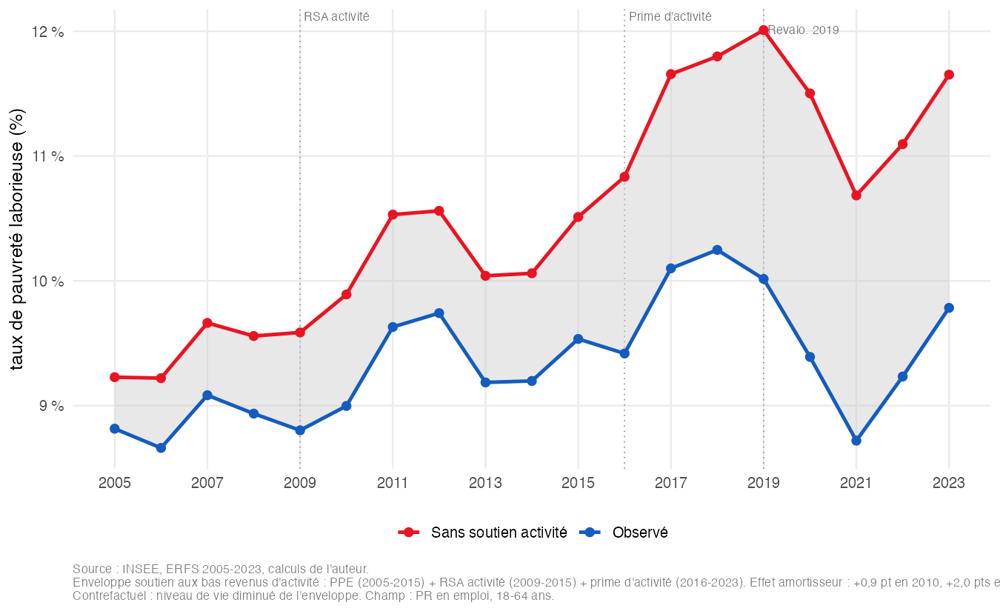 RSA activité
Prime d'activité
Revalo. 2019
12 %
11 %
10 %
9 %
taux de pauvreté laborieuse (%)
2005 2007 2009 2011 2013 2015 2017 2019 2021 2023
Sans soutien activité Observé
Source : INSEE, ERFS 2005-2023, calculs de l'auteur.
Enveloppe soutien aux bas revenus d'activité : PPE (2005-2015) + RSA activité (2009-2015) + prime d'activité (2016-2023). Effet amortisseur : +0,9 pt en 2010, +2,0 pts e
Contrefactuel : niveau de vie diminué de l'enveloppe. Champ : PR en emploi, 18-64 ans.